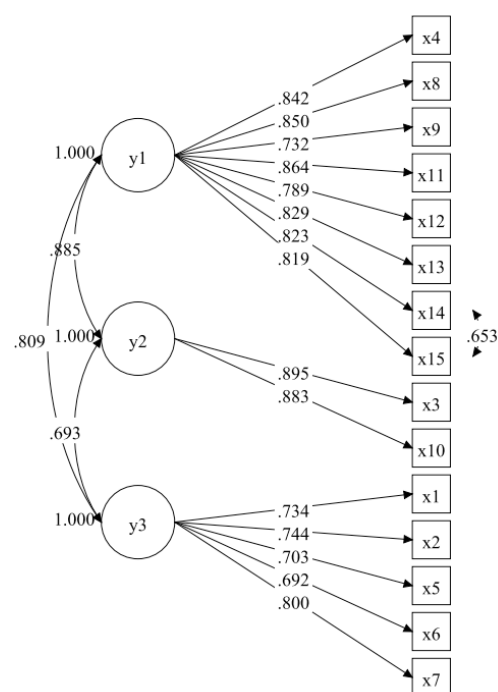 x4
x8
.842
.850
x9
.732
1.000
y1
.864
x11
.789
x12
.829
.823
x13
.885
.819
x14
.653
.809
1.000
y2
x15
.895
x3
.883
.693
x10
x1
.734
1.000
y3
.744
x2
.703
.692
x5
.800
x6
x7